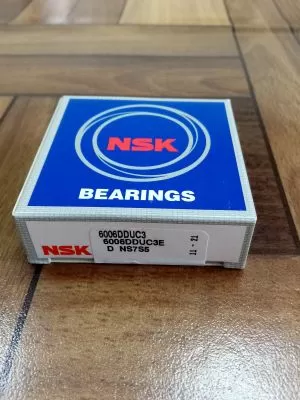 NSK
BEARINGS
NSK
6006DDUC3
6006DDUC3E
D NS7S5
11 - 21